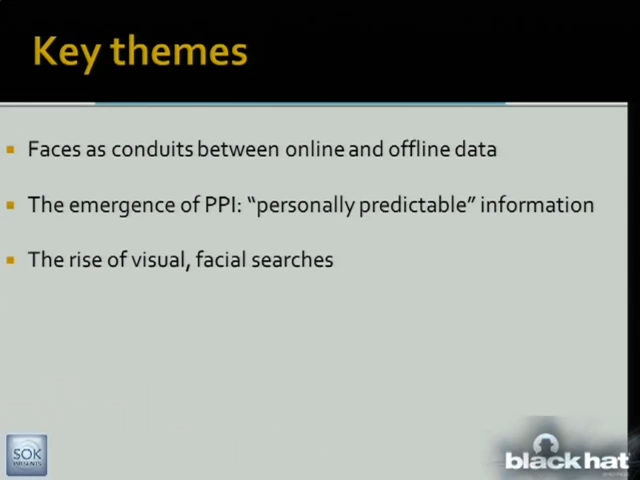 Key themes
Faces as conduits between online and offline data
The emergence of PPI: “personally predictable” information
The rise of visual, facial searches
SOK
black hat